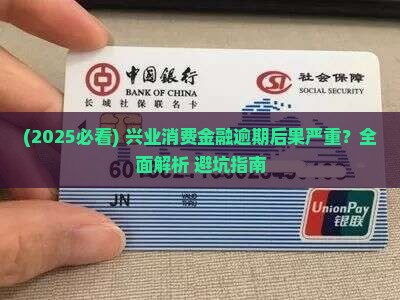 中国银行
BANK OF CHINA
长城 社保联名卡
社会保障
SOCIAL SECURITY
(2025必看) 兴业消费金融逾期后果严重？全
面解析 避坑指南
JN
UnionPay
银联